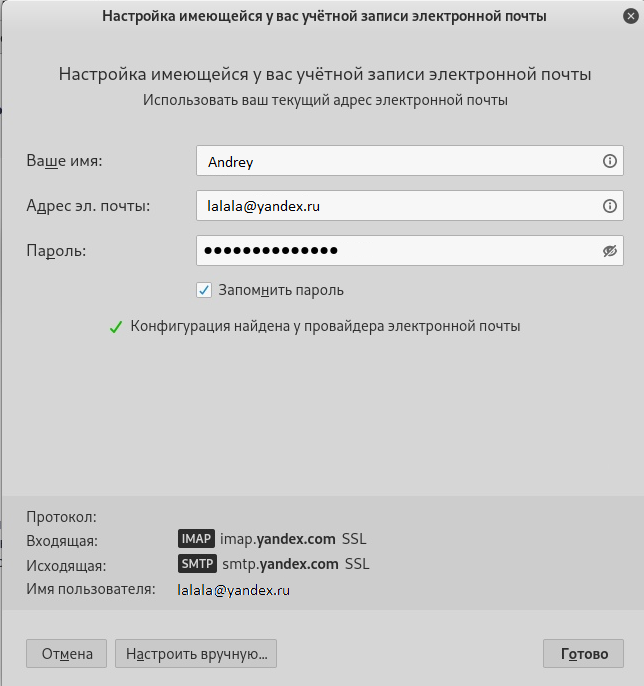 Настройка имеющейся у вас учётной записи электронной почты
Настройка имеющейся у вас учётной записи электронной почты
Использовать ваш текущий адрес электронной почты
Ваше имя: Andrey
Адрес эл. почты: lalala@yandex.ru
Пароль: ••••••••••••••
Запомнить пароль
Конфигурация найдена у провайдера электронной почты
Протокол:
Входящая: IMAP imap.yandex.com SSL
Исходящая: SMTP smtp.yandex.com SSL
Имя пользователя: lalala@yandex.ru
Отмена Настроить вручную... Готово